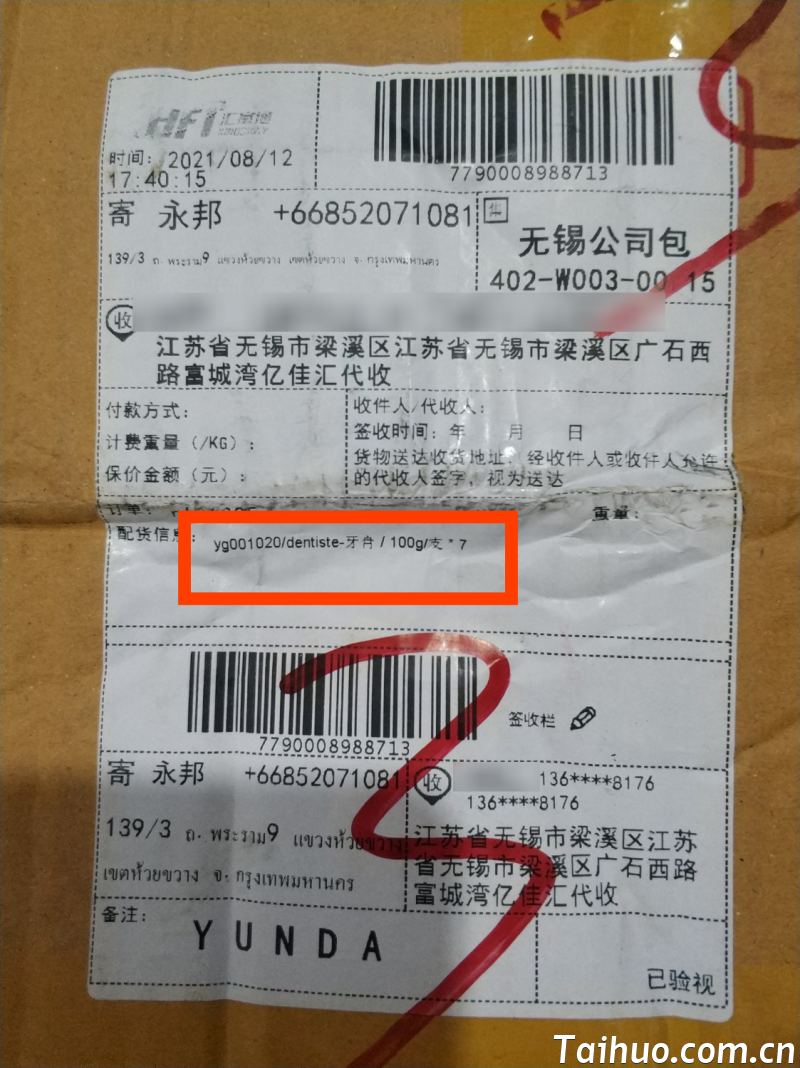 汇富通
时间: 2021/08/12
17:40:15
7790008988713
寄 永邦 +66852071081
集
无锡公司包
139/3 ถ. พระราม9 แขวงห้วยขวาง เขตห้วยขวาง จ. กรุงเทพมหานคร
402-W003-00 15
收
江苏省无锡市梁溪区江苏省无锡市梁溪区广石西
路富城湾亿佳汇代收
付款方式:
计费重量（/KG）:
保价金额（元）:
收件人/代收人:
签收时间: 年 月 日
货物送达收货地址、经收件人或收件人允许
的代收人签字，视为送达
订单:
重量:
配货信息:
yg001020/dentiste-牙膏 / 100g/支 * 7
7790008988713
签收栏
寄 永邦 +66852071081
收 136****8176
136****8176
139/3 ถ. พระราม9 แขวงห้วยขวาง
เขตห้วยขวาง จ. กรุงเทพมหานคร
江苏省无锡市梁溪区江苏
省无锡市梁溪区广石西路
富城湾亿佳汇代收
备注:
YUNDA
已验视
Taihuo.com.cn